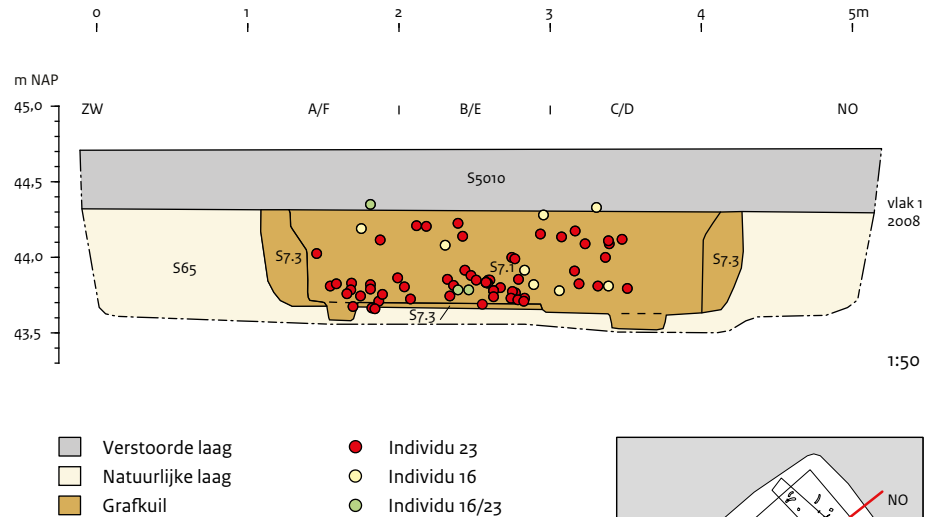 0 1 2 3 4 5m
m NAP
45,0 ZW A/F B/E C/D NO
44,5 S5010
vlak 1
2008
44,0 S65 S7.3 S7.1 S7.3
43,5 S7.3
1:50
Verstoorde laag Individu 23
Natuurlijke laag Individu 16
Grafkuil Individu 16/23
NO